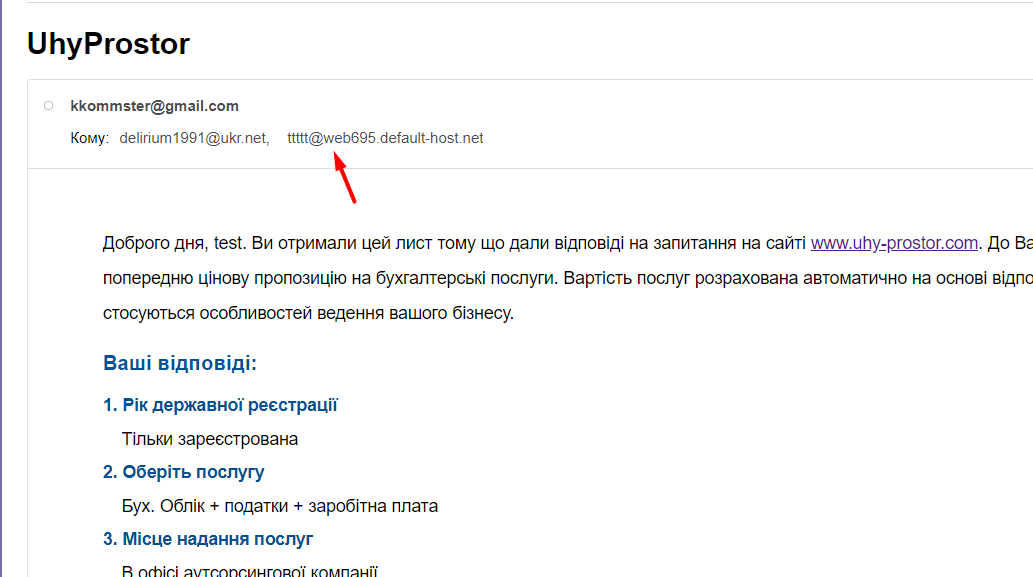 UhyProstor
kkommster@gmail.com
Кому: delirium1991@ukr.net, ttttt@web695.default-host.net
Доброго дня, test. Ви отримали цей лист тому що дали відповіді на запитання на сайті www.uhy-prostor.com. До Ва
попередню цінову пропозицію на бухгалтерські послуги. Вартість послуг розрахована автоматично на основі відпо
стосуються особливостей ведення вашого бізнесу.
Ваші відповіді:
1. Рік державної реєстрації
Тільки зареєстрована
2. Оберіть послугу
Бух. Облік + податки + заробітна плата
3. Місце надання послуг
В офісі аутсорсингової компанії